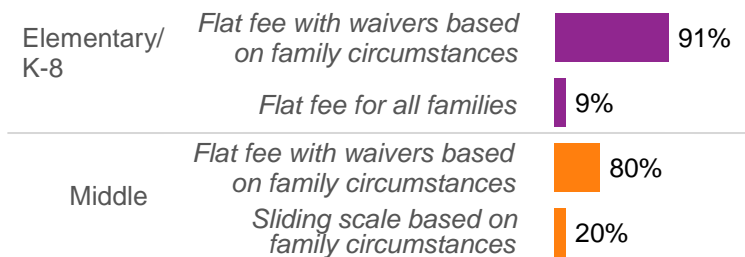 Elementary/
K-8
Flat fee with waivers based
on family circumstances
91%
Flat fee for all families
9%
Middle
Flat fee with waivers based
on family circumstances
80%
Sliding scale based on
family circumstances
20%